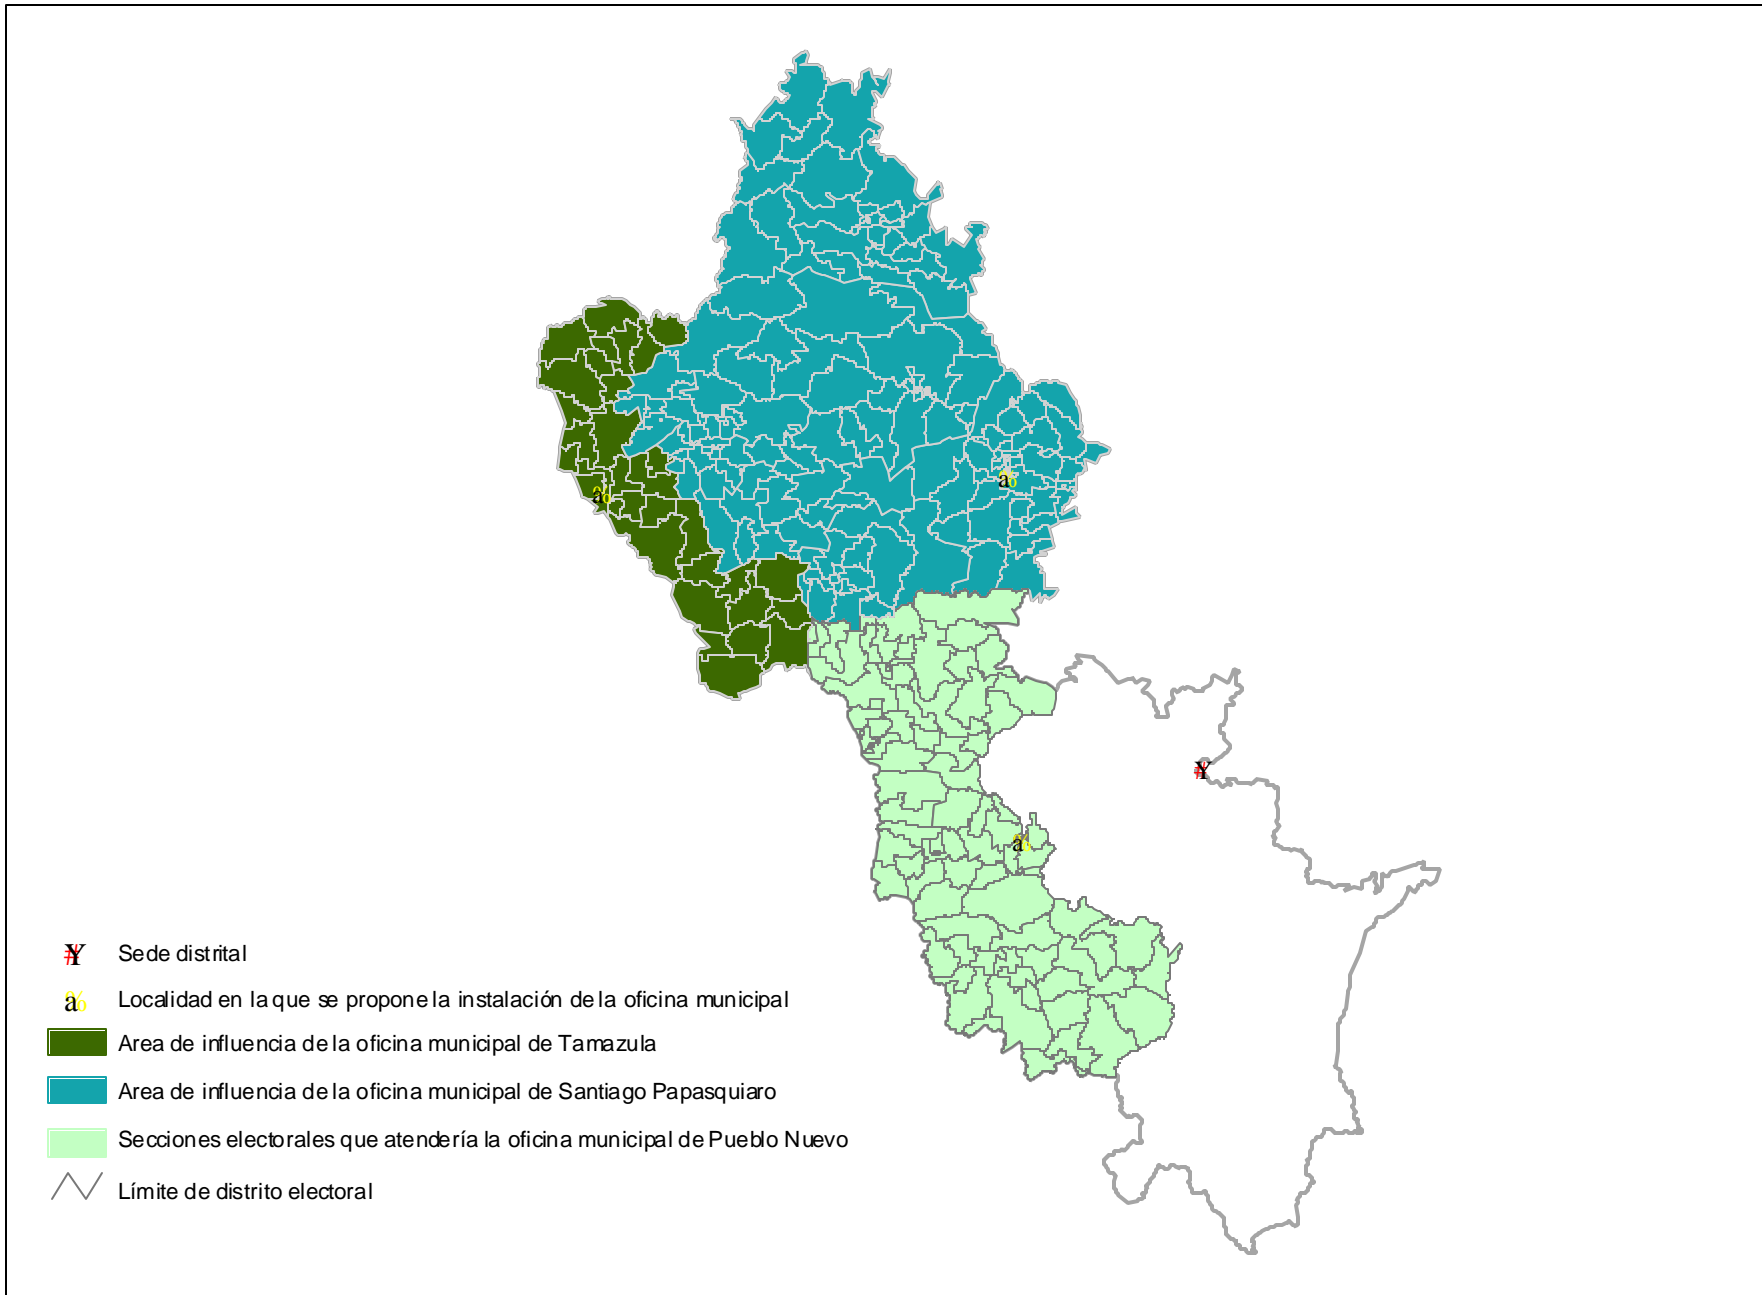 a%
a%
#Y
a%
#Y Sede distrital
a% Localidad en la que se propone la instalación de la oficina municipal
Area de influencia de la oficina municipal de Tamazula
Area de influencia de la oficina municipal de Santiago Papasquiaro
Secciones electorales que atendería la oficina municipal de Pueblo Nuevo
Límite de distrito electoral